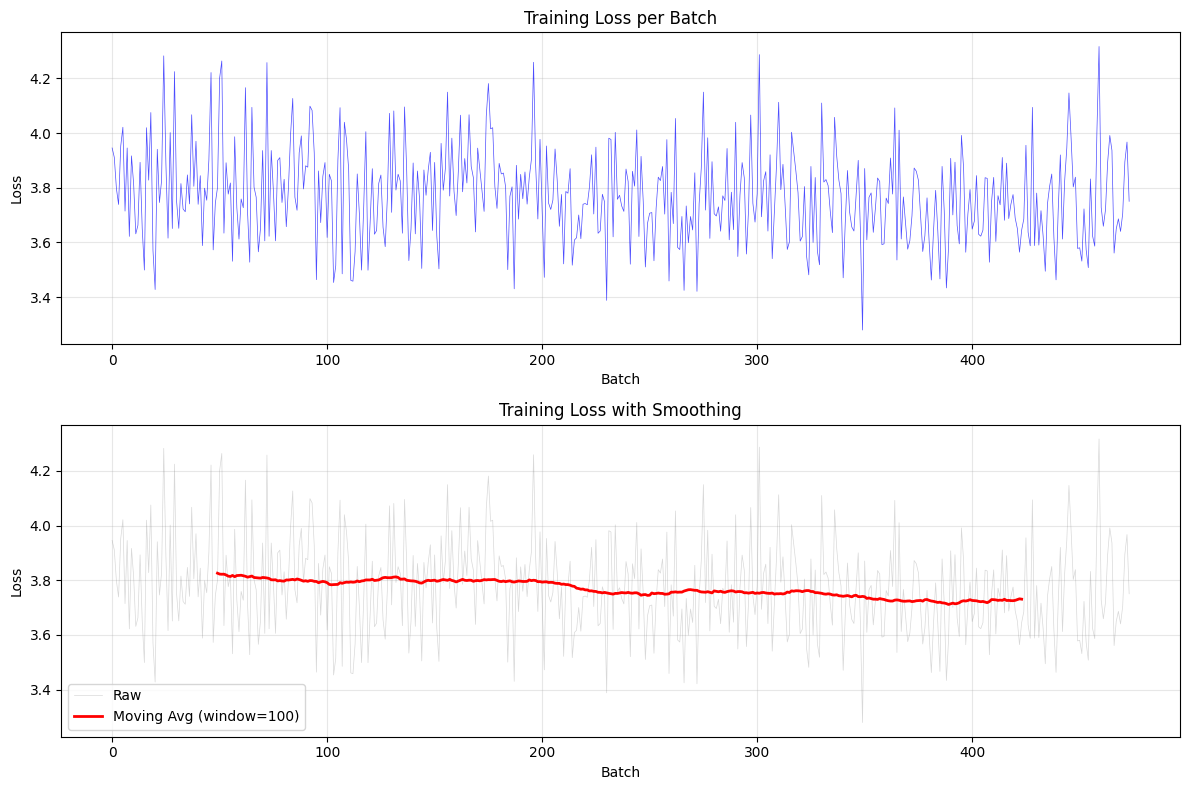 Training Loss per Batch
Loss
4.2
4.0
3.8
3.6
3.4
0 100 200 300 400
Batch
Training Loss with Smoothing
Loss
4.2
4.0
3.8
3.6
3.4
Raw
Moving Avg (window=100)
0 100 200 300 400
Batch